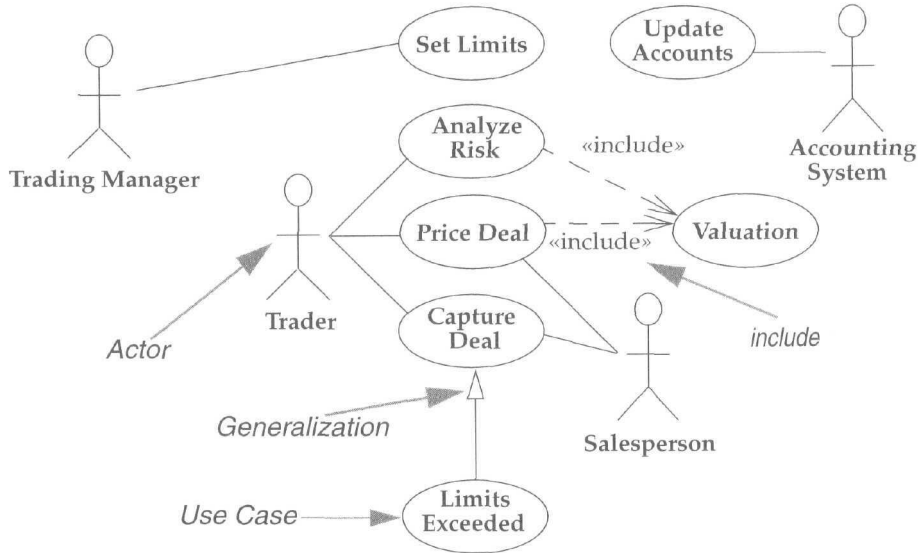 Set Limits
Update
Accounts
Trading Manager
Analyze
Risk
«include»
Accounting
System
Price Deal
«include»
Valuation
Actor
Trader
Capture
Deal
include
Generalization
Salesperson
Use Case
Limits
Exceeded